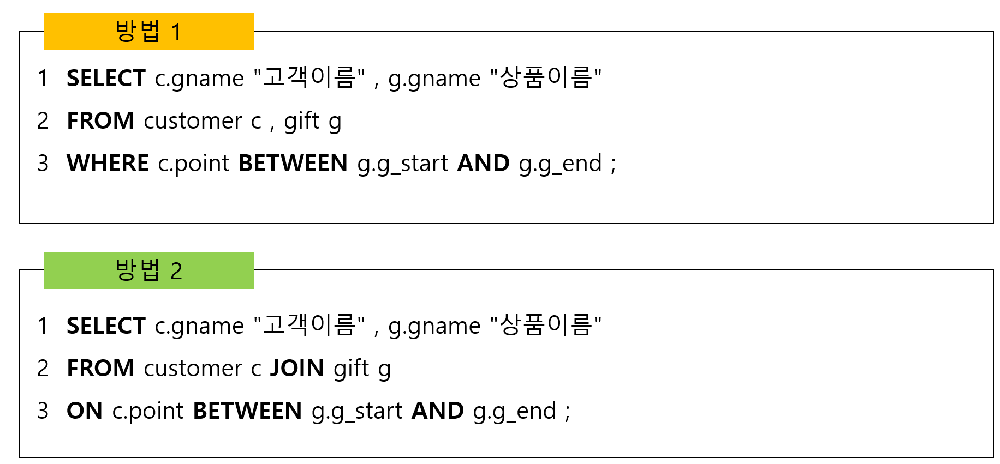 방법 1
1 SELECT c.gname "고객이름" , g.gname "상품이름"
2 FROM customer c , gift g
3 WHERE c.point BETWEEN g.g_start AND g.g_end ;
방법 2
1 SELECT c.gname "고객이름" , g.gname "상품이름"
2 FROM customer c JOIN gift g
3 ON c.point BETWEEN g.g_start AND g.g_end ;